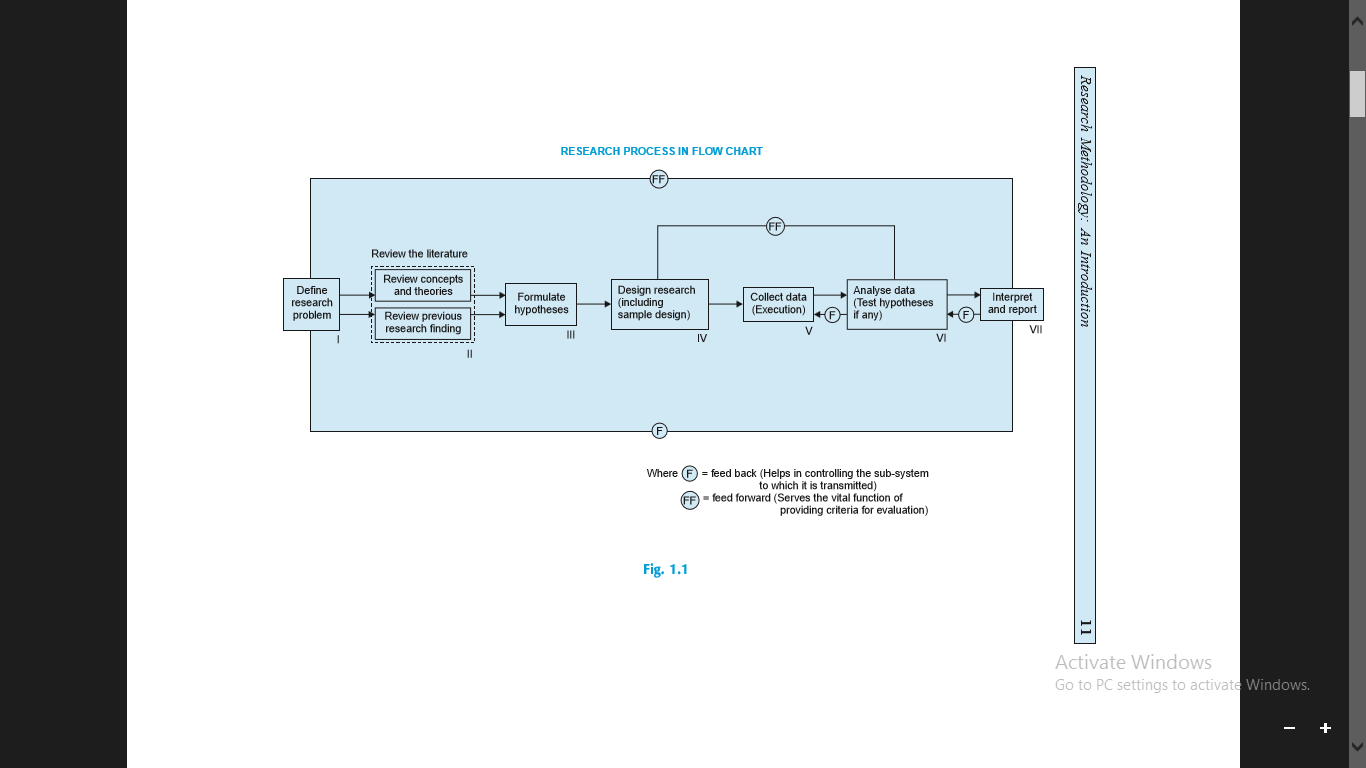 RESEARCH PROCESS IN FLOW CHART
FF
FF
Review the literature
Define
research
problem
I
Review concepts
and theories
Review previous
research finding
II
Formulate
hypotheses
III
Design research
(including
sample design)
IV
Collect data
(Execution)
V
F
Analyse data
(Test hypotheses
if any)
VI
F
Interpret
and report
VII
F
Where F = feed back (Helps in controlling the sub-system
to which it is transmitted)
FF = feed forward (Serves the vital function of
providing criteria for evaluation)
Fig. 1.1
Research Methodology: An Introduction
11
Activate Windows
Go to PC settings to activate Windows.